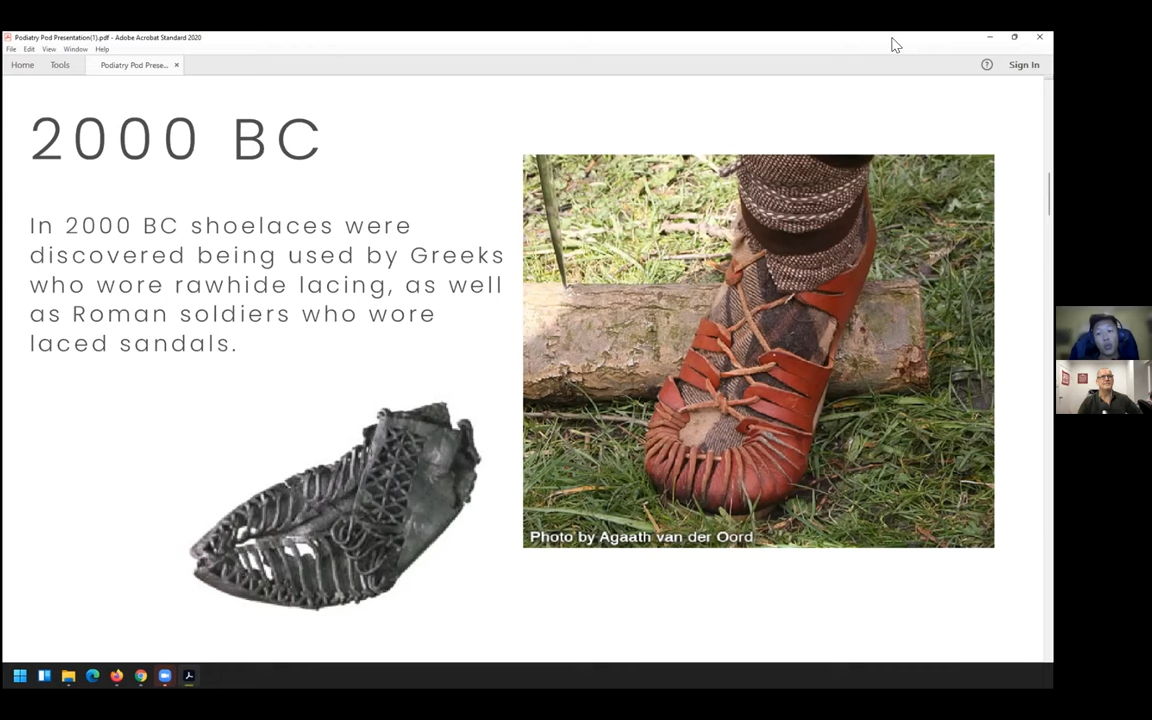 Podiatry Pod Presentation(1).pdf - Adobe Acrobat Standard 2020
File Edit View Window Help
Home Tools Podiatry Pod Prese... × ? Sign In
2000 BC
In 2000 BC shoelaces were
discovered being used by Greeks
who wore rawhide lacing, as well
as Roman soldiers who wore
laced sandals.
Photo by Agaath van der Oord